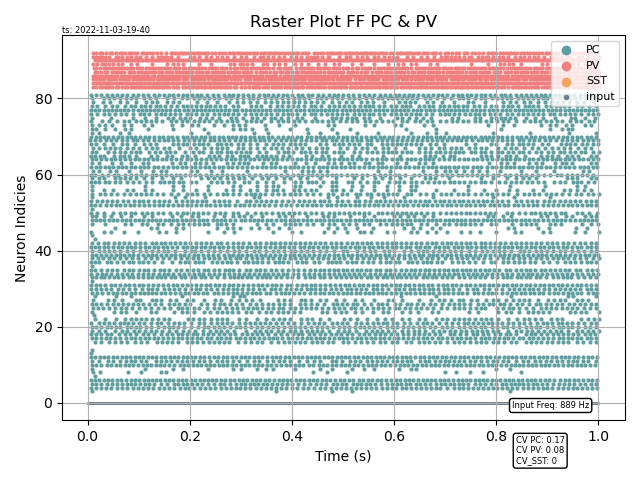 Raster Plot FF PC & PV
ts: 2022-11-03-19-40
PC
PV
SST
input
80
60
40
20
0
Neuron Indicies
Input Freq: 889 Hz
0.0 0.2 0.4 0.6 0.8 1.0
Time (s)
CV PC: 0.17
CV PV: 0.08
CV_SST: 0